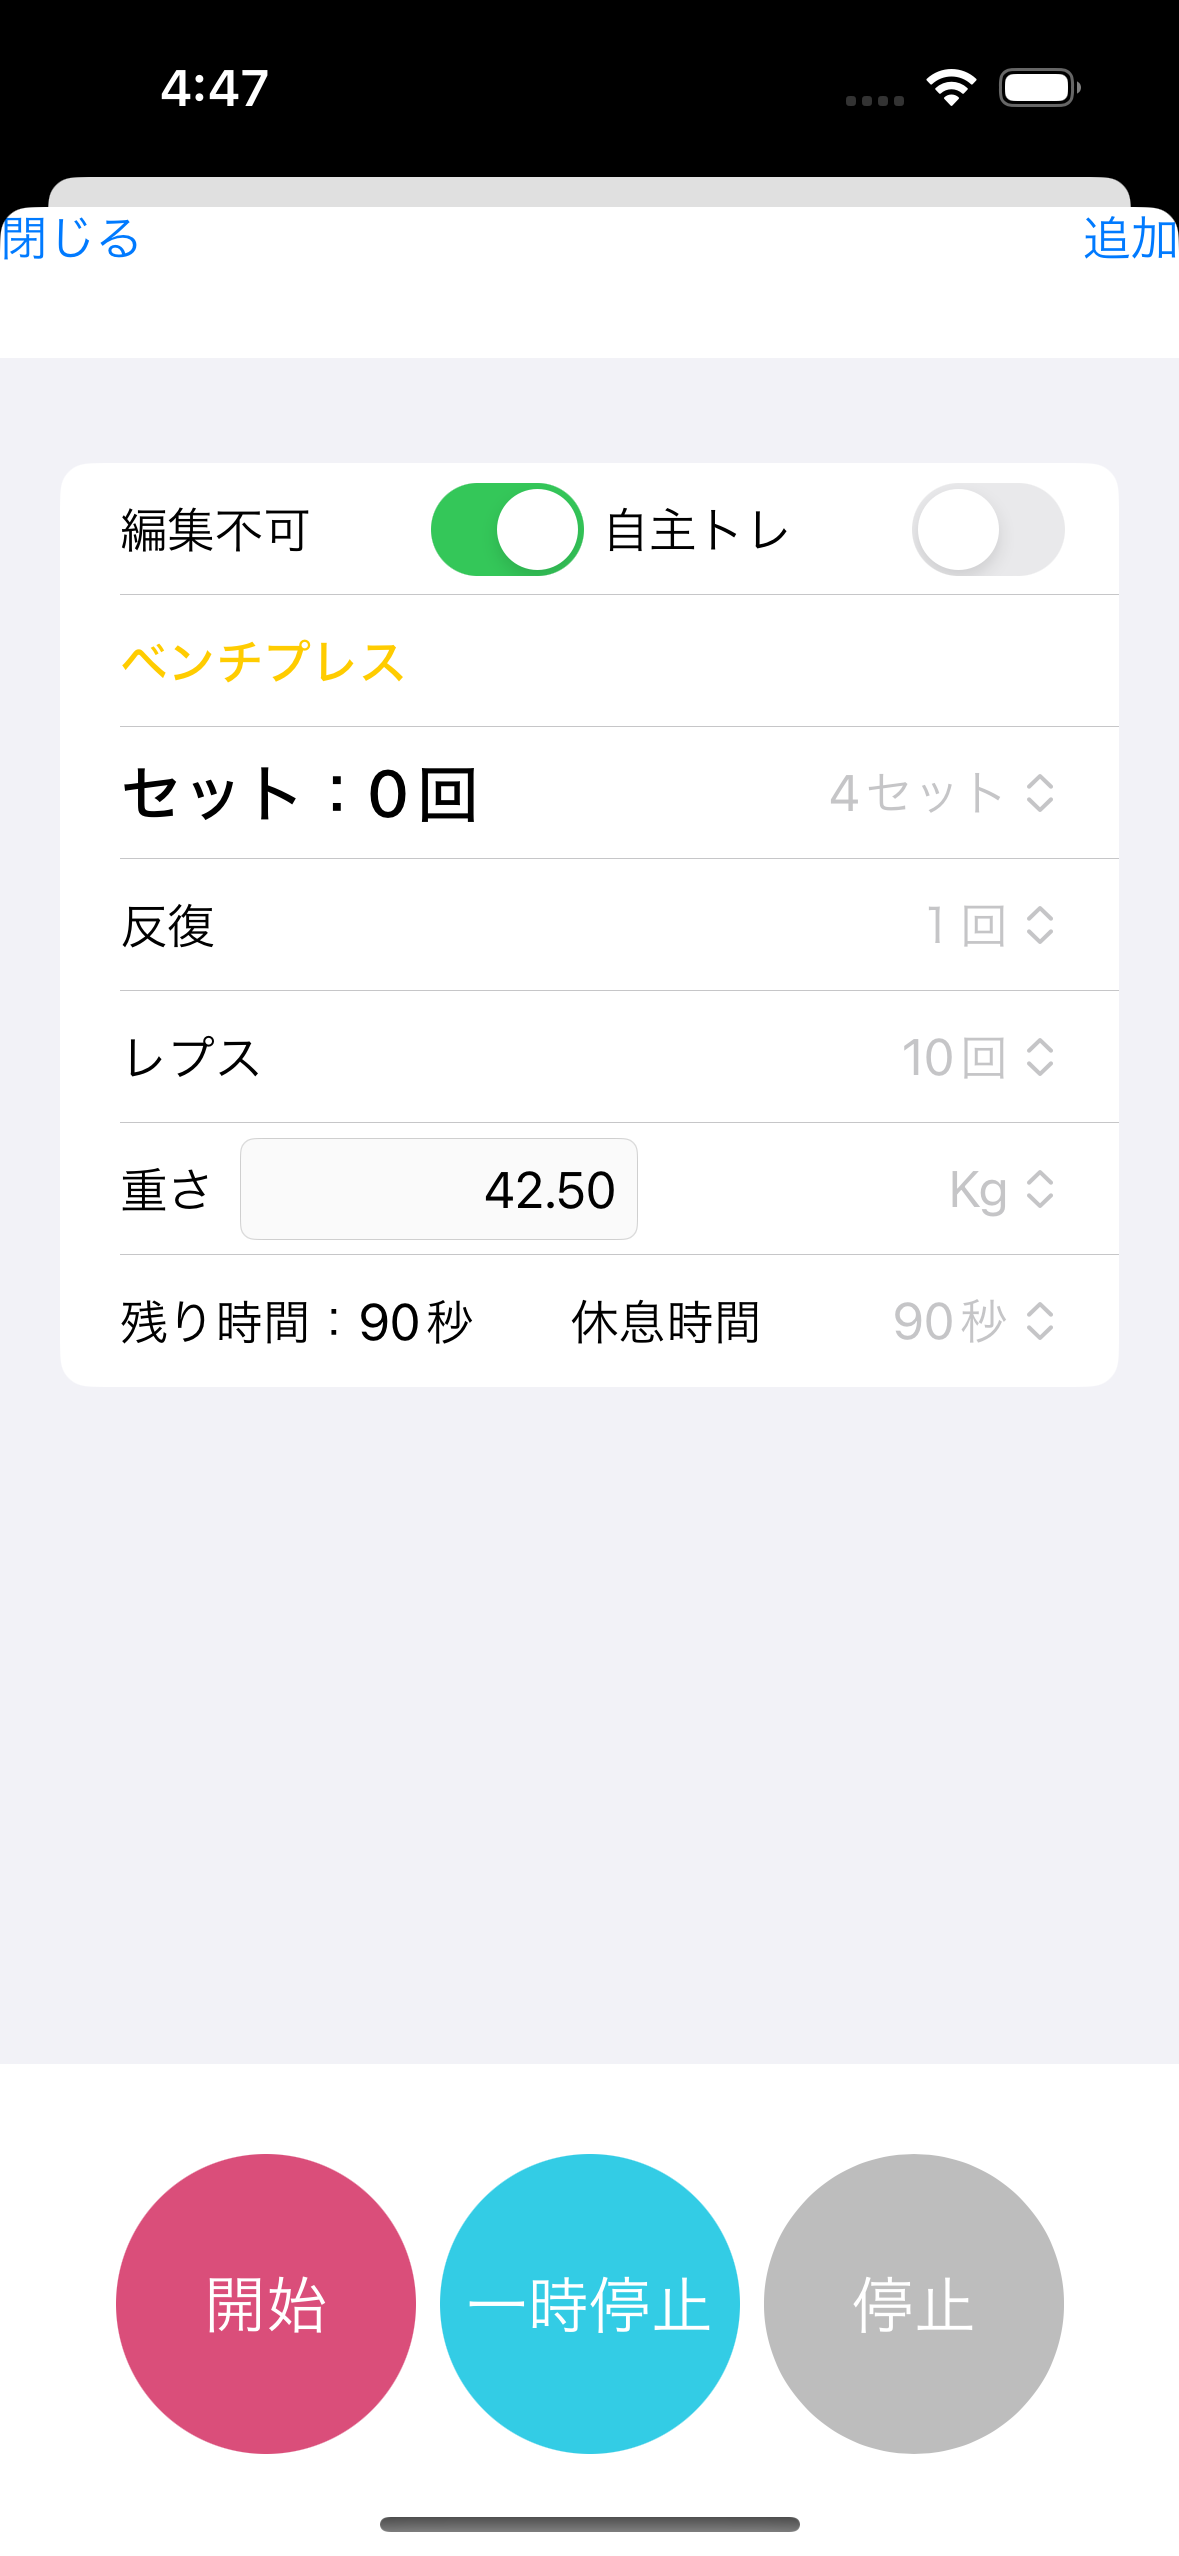 4:47
閉じる 追加
編集不可 自主トレ
ベンチプレス
セット：0回 4セット
反復 1 回
レプス 10回
重さ 42.50 Kg
残り時間：90秒 休息時間 90秒
開始 一時停止 停止